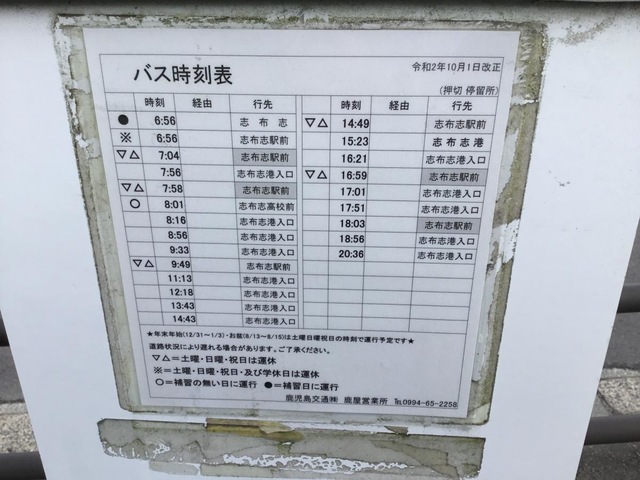 バス時刻表
令和2年10月1日改正
(押切 停留所)
時刻 経由 行先
● 6:56 志布志
※ 6:56 志布志駅前
▽△ 7:04 志布志駅前
7:56 志布志港入口
▽△ 7:58 志布志駅前
○ 8:01 志布志高校前
8:16 志布志港入口
8:56 志布志港入口
9:33 志布志港入口
▽△ 9:49 志布志駅前
11:13 志布志港入口
12:18 志布志港入口
13:43 志布志港入口
14:43 志布志港入口
時刻 経由 行先
▽△ 14:49 志布志駅前
15:23 志布志港
16:21 志布志港入口
▽△ 16:59 志布志駅前
17:01 志布志港入口
17:51 志布志港入口
18:03 志布志駅前
18:56 志布志港入口
20:36 志布志港入口
★年末年始(12/31～1/3)・お盆(8/13～8/15)は土曜日曜祝日の時刻で運行予定です★
道路状況により遅れる場合があります。ご了承ください。
▽△=土曜・日曜・祝日は運休
※=土曜・日曜・祝日・及び学休日は運休
○=補習の無い日に運行 ●=補習日に運行
鹿児島交通㈱ 鹿屋営業所 ℡0994-65-2258